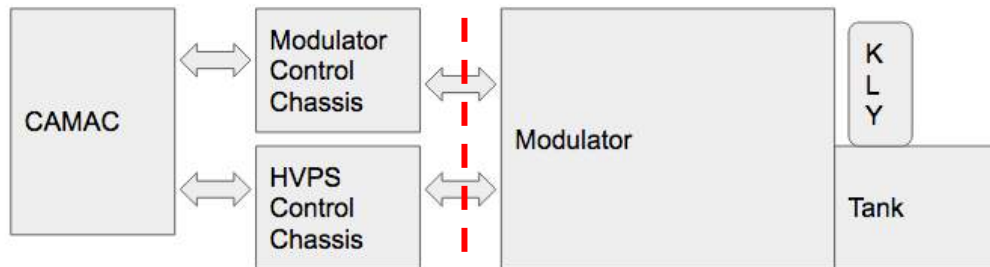 CAMAC
Modulator
Control
Chassis
HVPS
Control
Chassis
Modulator
K
L
Y
Tank